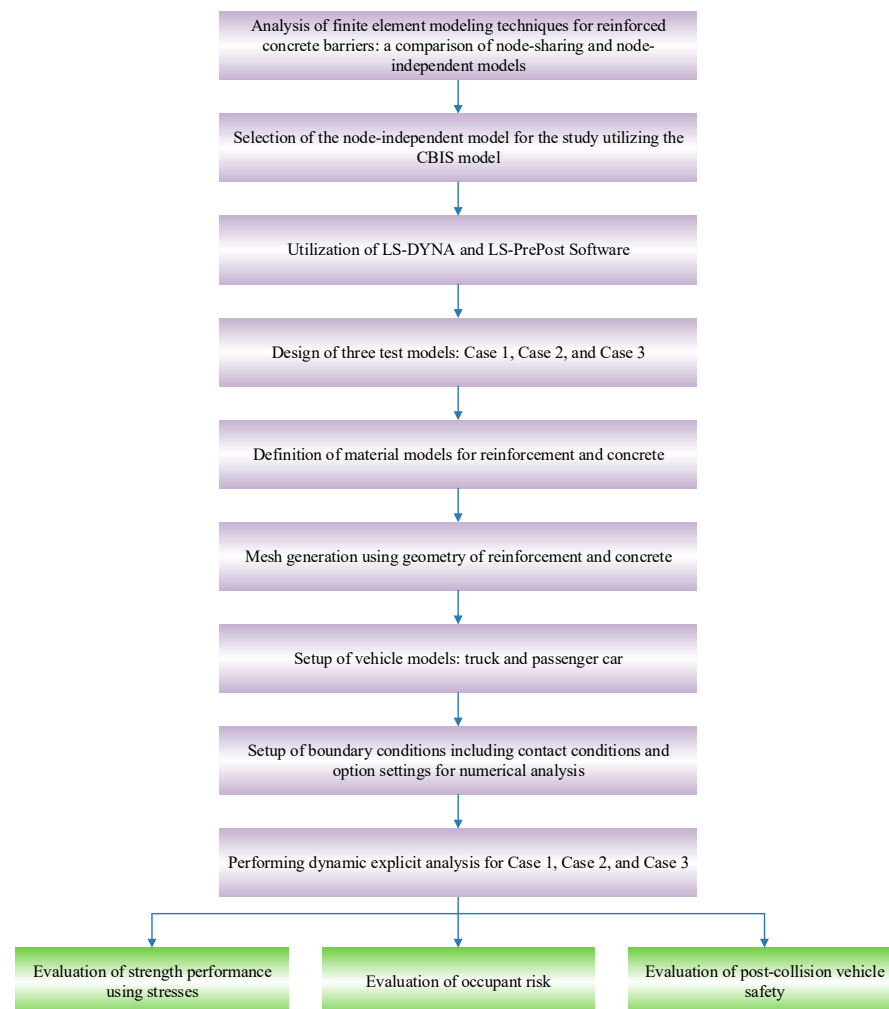 Analysis of finite element modeling techniques for reinforced
concrete barriers: a comparison of node-sharing and node-
independent models
Selection of the node-independent model for the study utilizing the
CBIS model
Utilization of LS-DYNA and LS-PrePost Software
Design of three test models: Case 1, Case 2, and Case 3
Definition of material models for reinforcement and concrete
Mesh generation using geometry of reinforcement and concrete
Setup of vehicle models: truck and passenger car
Setup of boundary conditions including contact conditions and
option settings for numerical analysis
Performing dynamic explicit analysis for Case 1, Case 2, and Case 3
Evaluation of strength performance
using stresses
Evaluation of occupant risk
Evaluation of post-collision vehicle
safety